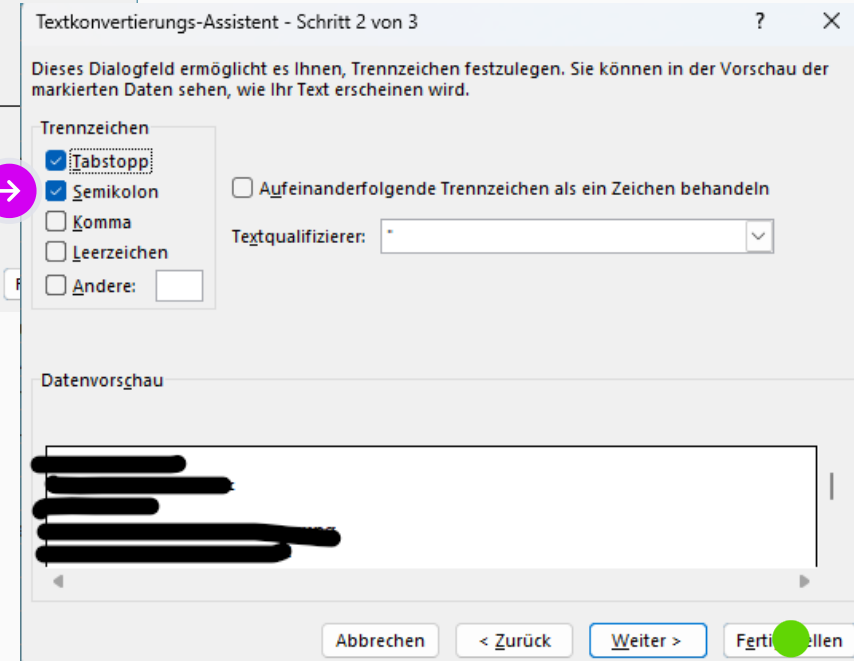 Textkonvertierungs-Assistent - Schritt 2 von 3 ? ×
Dieses Dialogfeld ermöglicht es Ihnen, Trennzeichen festzulegen. Sie können in der Vorschau der
markierten Daten sehen, wie Ihr Text erscheinen wird.
Trennzeichen
Tabstopp
Semikolon
Komma
Leerzeichen
Andere:
Aufeinanderfolgende Trennzeichen als ein Zeichen behandeln
Textqualifizierer: "
Datenvorschau
Abbrechen
< Zurück
Weiter >